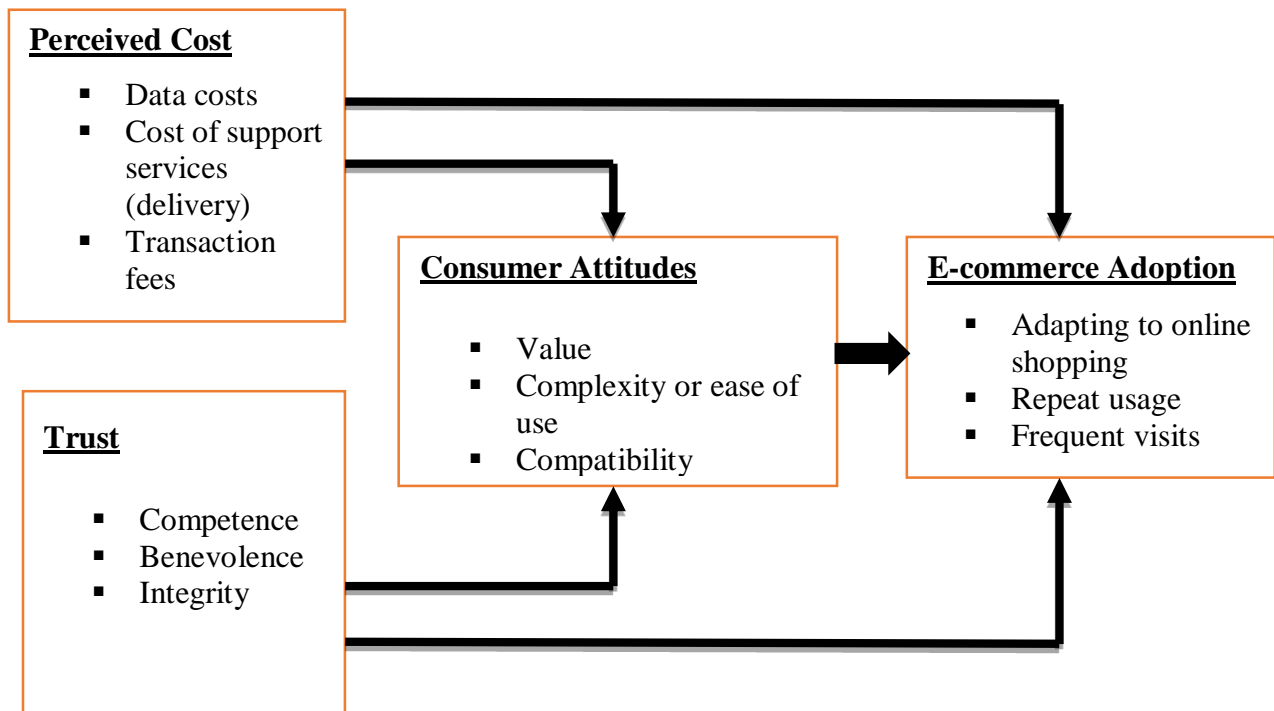 Perceived Cost
▪ Data costs
▪ Cost of support
services
(delivery)
▪ Transaction
fees
Consumer Attitudes
▪ Value
▪ Complexity or ease of
use
▪ Compatibility
E-commerce Adoption
▪ Adapting to online
shopping
▪ Repeat usage
▪ Frequent visits
Trust
▪ Competence
▪ Benevolence
▪ Integrity